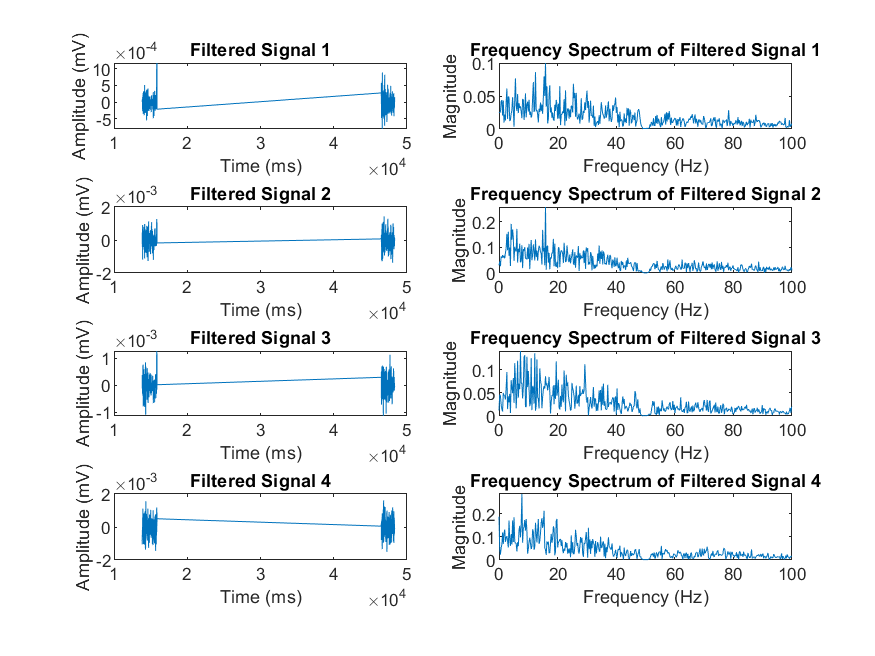 Filtered Signal 1
×10-4
Amplitude (mV)
10
5
0
-5
1 2 3 4 5
Time (ms)
×104
Frequency Spectrum of Filtered Signal 1
Magnitude
0.1
0.05
0
0 20 40 60 80 100
Frequency (Hz)
Filtered Signal 2
×10-3
Amplitude (mV)
2
0
-2
1 2 3 4 5
Time (ms)
×104
Frequency Spectrum of Filtered Signal 2
Magnitude
0.2
0.1
0
0 20 40 60 80 100
Frequency (Hz)
Filtered Signal 3
×10-3
Amplitude (mV)
1
0
-1
1 2 3 4 5
Time (ms)
×104
Frequency Spectrum of Filtered Signal 3
Magnitude
0.1
0.05
0
0 20 40 60 80 100
Frequency (Hz)
Filtered Signal 4
×10-3
Amplitude (mV)
2
0
-2
1 2 3 4 5
Time (ms)
×104
Frequency Spectrum of Filtered Signal 4
Magnitude
0.2
0.1
0
0 20 40 60 80 100
Frequency (Hz)